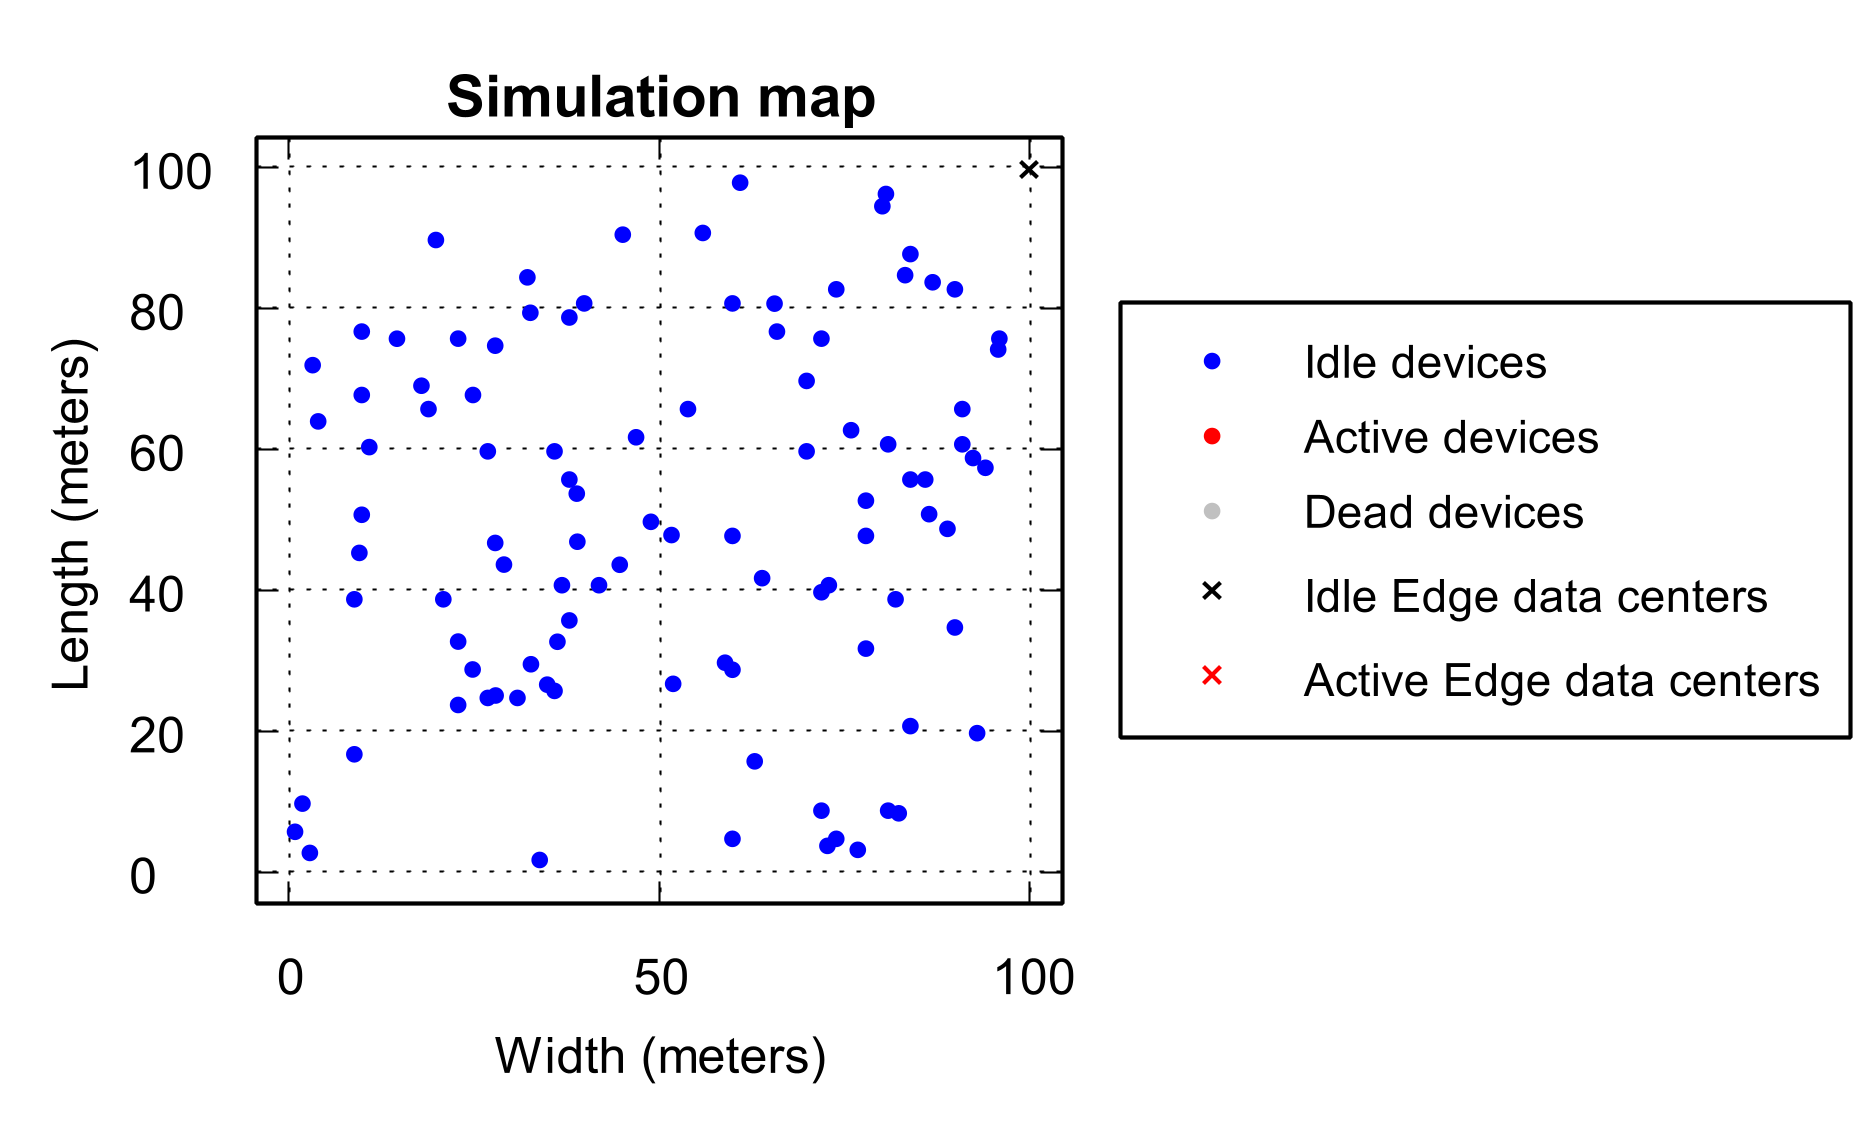 Simulation map
100
80
60
40
20
0
Length (meters)
0 50 100
Width (meters)
Idle devices
Active devices
Dead devices
Idle Edge data centers
Active Edge data centers